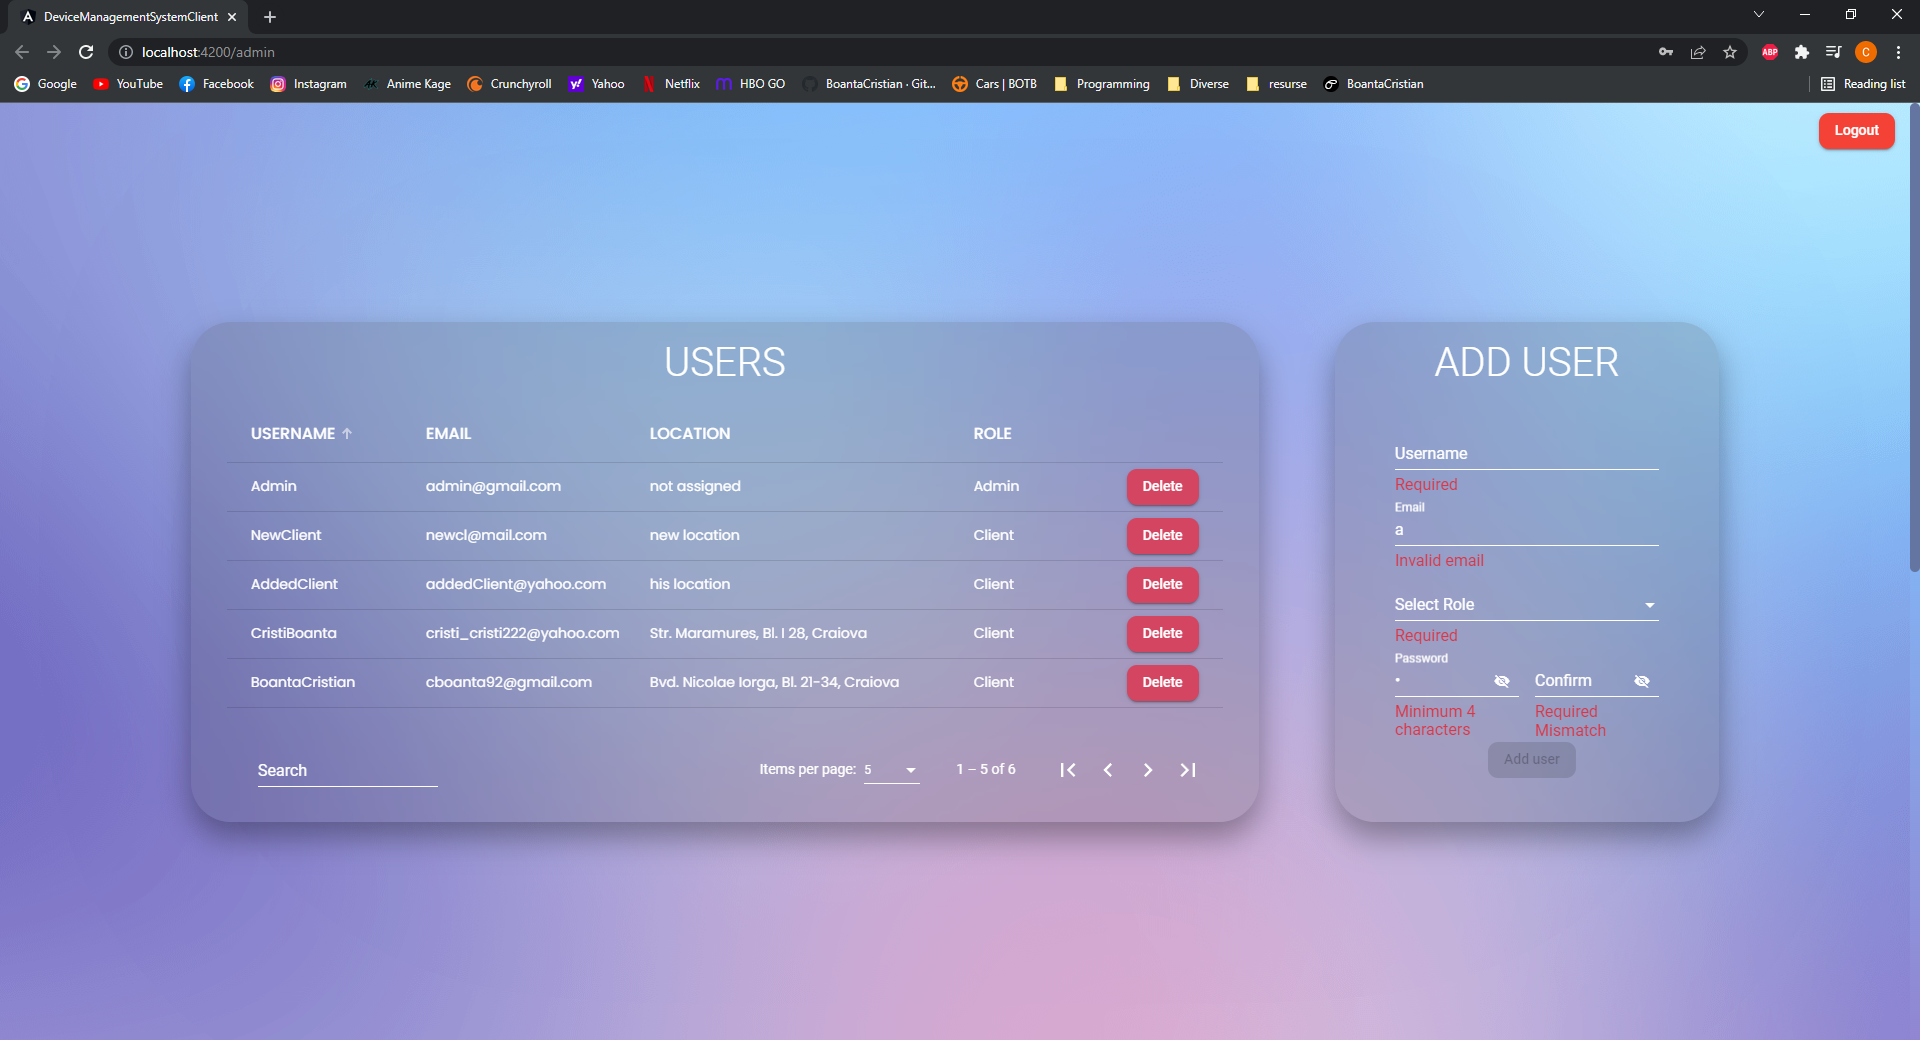 DeviceManagementSystemClient
localhost:4200/admin
ABP
C
Google YouTube Facebook Instagram Anime Kage Crunchyroll Yahoo Netflix HBO GO BoantaCristian · Git... Cars | BOTB Programming Diverse resurse BoantaCristian Reading list
Logout
USERS
USERNAME EMAIL LOCATION ROLE
Admin admin@gmail.com not assigned Admin Delete
NewClient newcl@mail.com new location Client Delete
AddedClient addedClient@yahoo.com his location Client Delete
CristiBoanta cristi_cristi222@yahoo.com Str. Maramures, Bl. I 28, Craiova Client Delete
BoantaCristian cboanta92@gmail.com Bvd. Nicolae Iorga, Bl. 21-34, Craiova Client Delete
Search Items per page: 5 1 – 5 of 6
ADD USER
Username
Required
Email
a
Invalid email
Select Role
Required
Password
• Confirm
Minimum 4 Required
characters Mismatch
Add user